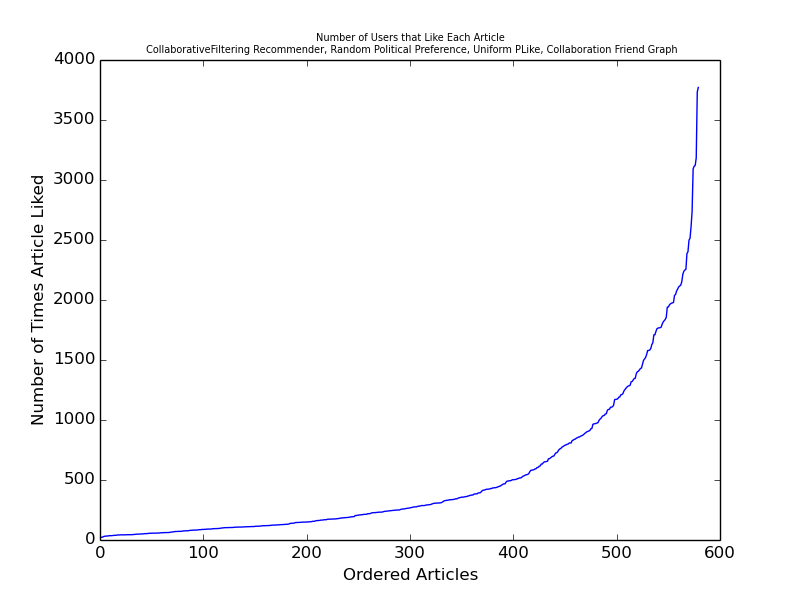 Number of Users that Like Each Article
CollaborativeFiltering Recommender, Random Political Preference, Uniform PLike, Collaboration Friend Graph
4000
3500
3000
2500
2000
1500
1000
500
0
Number of Times Article Liked
0 100 200 300 400 500 600
Ordered Articles